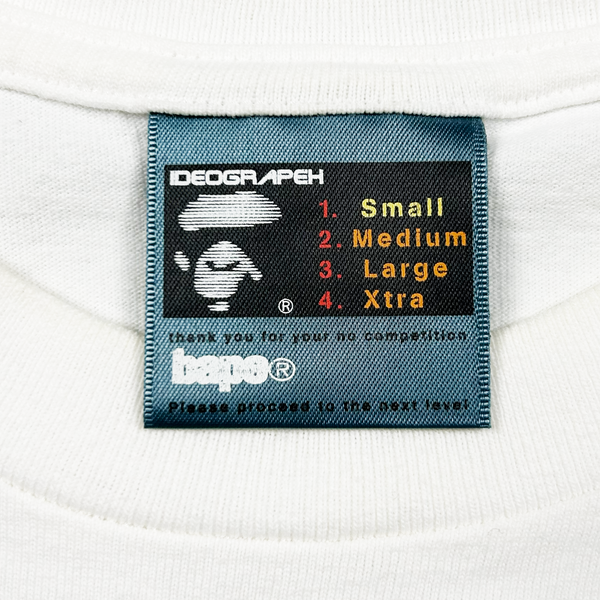 IDEOGRAPEH
1. Small
2. Medium
3. Large
4. Xtra
®
thank you for your no competition
bape®
Please proceed to the next level